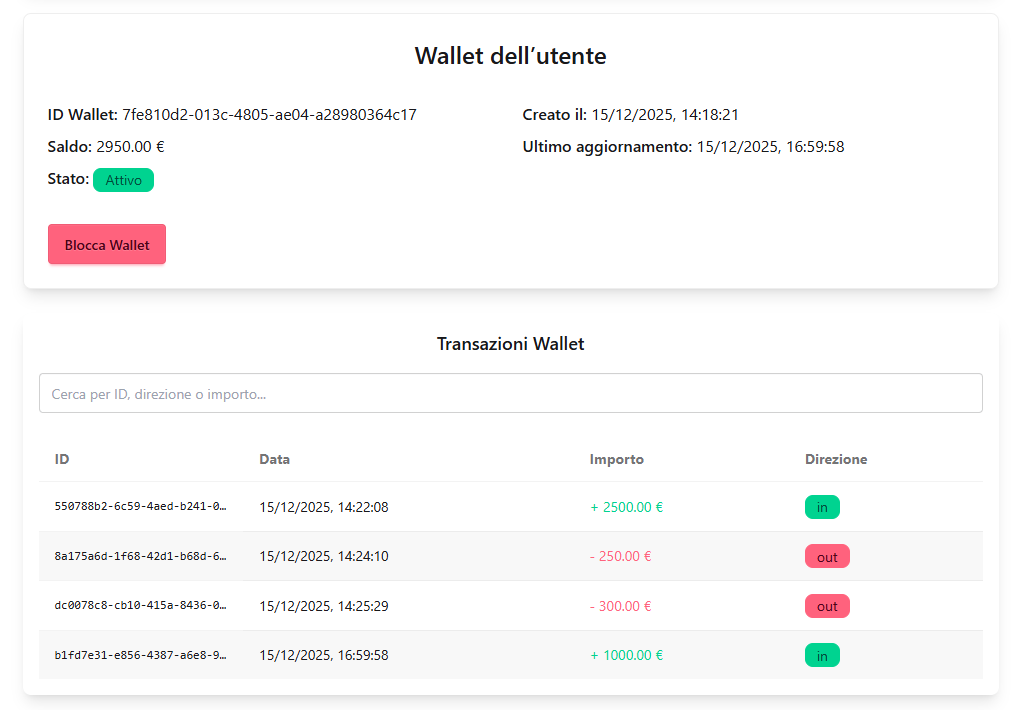 Wallet dell’utente
ID Wallet: 7fe810d2-013c-4805-ae04-a28980364c17
Creato il: 15/12/2025, 14:18:21
Saldo: 2950.00 €
Ultimo aggiornamento: 15/12/2025, 16:59:58
Stato: Attivo
Blocca Wallet
Transazioni Wallet
Cerca per ID, direzione o importo...
ID Data Importo Direzione
550788b2-6c59-4aed-b241-0… 15/12/2025, 14:22:08 + 2500.00 € in
8a175a6d-1f68-42d1-b68d-6… 15/12/2025, 14:24:10 - 250.00 € out
dc0078c8-cb10-415a-8436-0… 15/12/2025, 14:25:29 - 300.00 € out
b1fd7e31-e856-4387-a6e8-9… 15/12/2025, 16:59:58 + 1000.00 € in